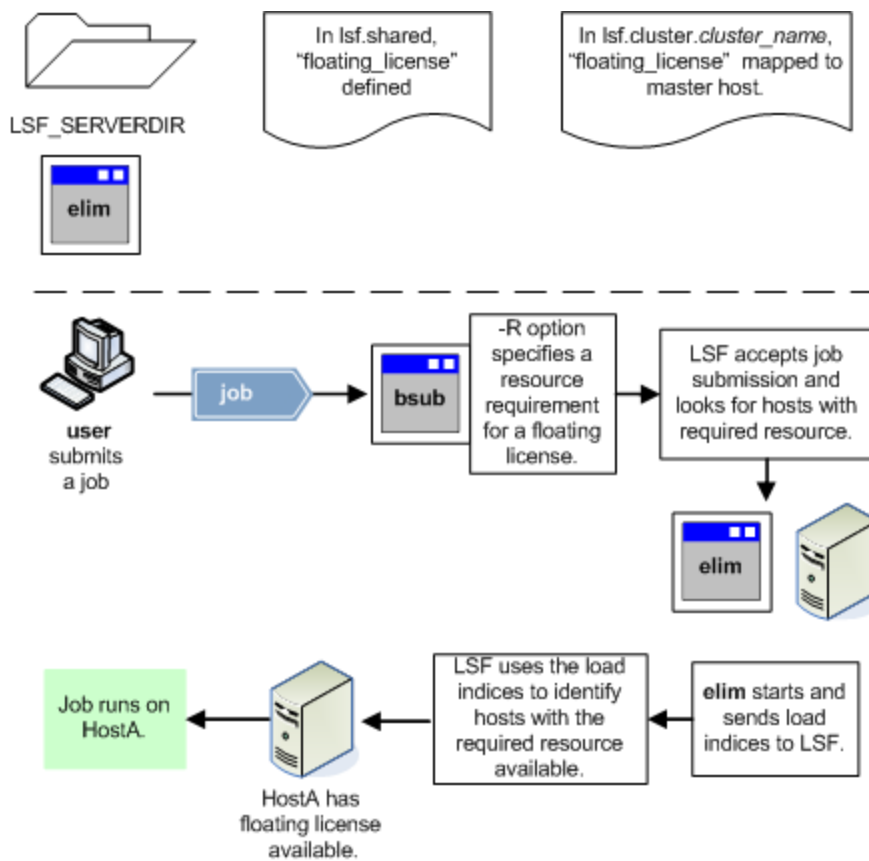 In lsf.shared,
“floating_license”
defined
In lsf.cluster.cluster_name,
“floating_license” mapped to
master host.
LSF_SERVERDIR
elim
user
submits
a job
job
bsub
-R option
specifies a
resource
requirement
for a floating
license.
LSF accepts job
submission and
looks for hosts with
required resource.
elim
Job runs on
HostA.
HostA has
floating license
available.
LSF uses the load
indices to identify
hosts with the
required resource
available.
elim starts and
sends load
indices to LSF.